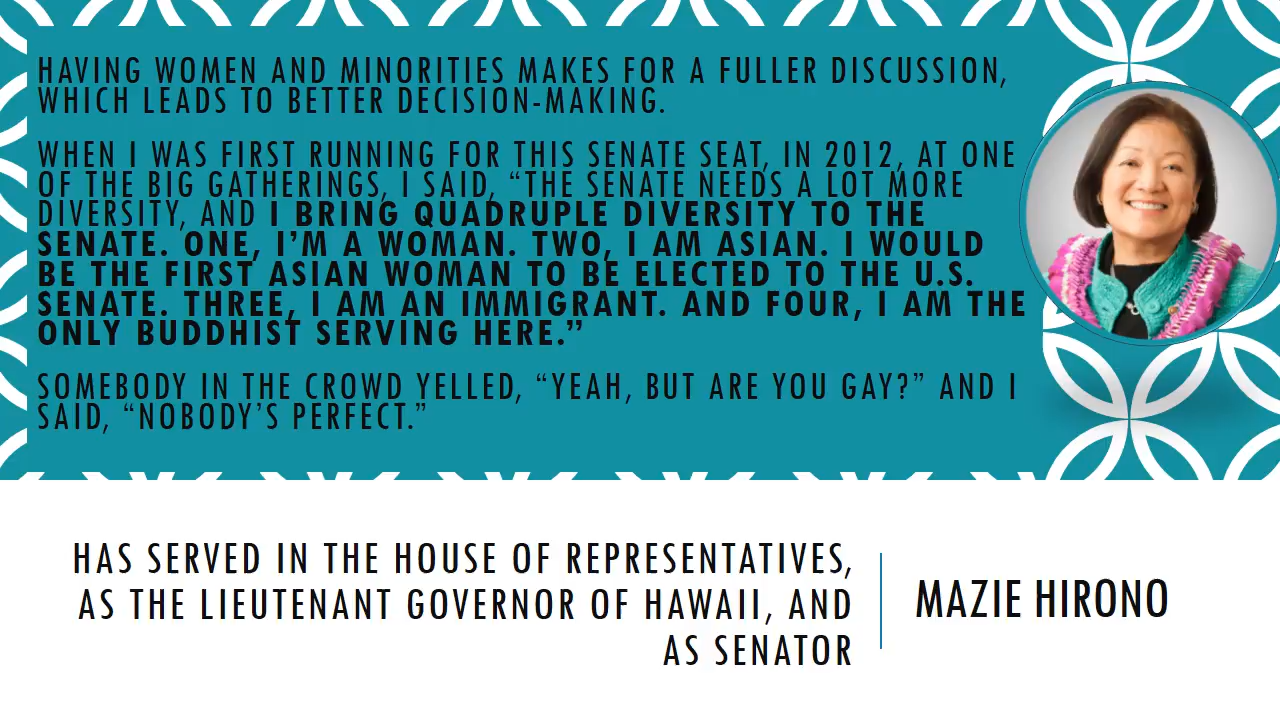 HAVING WOMEN AND MINORITIES MAKES FOR A FULLER DISCUSSION,
WHICH LEADS TO BETTER DECISION-MAKING.
WHEN I WAS FIRST RUNNING FOR THIS SENATE SEAT, IN 2012, AT ONE
OF THE BIG GATHERINGS, I SAID, “THE SENATE NEEDS A LOT MORE
DIVERSITY, AND I BRING QUADRUPLE DIVERSITY TO THE
SENATE. ONE, I’M A WOMAN. TWO, I AM ASIAN. I WOULD
BE THE FIRST ASIAN WOMAN TO BE ELECTED TO THE U.S.
SENATE. THREE, I AM AN IMMIGRANT. AND FOUR, I AM THE
ONLY BUDDHIST SERVING HERE.”
SOMEBODY IN THE CROWD YELLED, “YEAH, BUT ARE YOU GAY?” AND I
SAID, “NOBODY’S PERFECT.”
HAS SERVED IN THE HOUSE OF REPRESENTATIVES,
AS THE LIEUTENANT GOVERNOR OF HAWAII, AND
AS SENATOR
MAZIE HIRONO